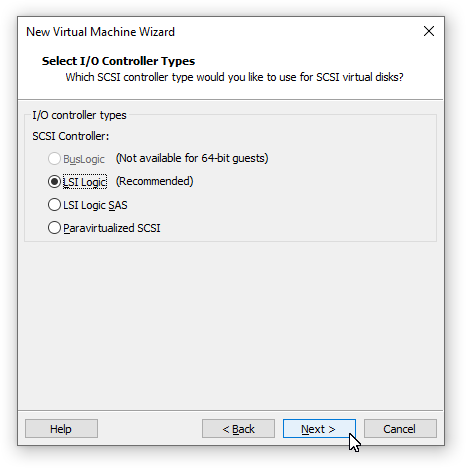 New Virtual Machine Wizard
Select I/O Controller Types
Which SCSI controller type would you like to use for SCSI virtual disks?
I/O controller types
SCSI Controller:
BusLogic (Not available for 64-bit guests)
LSI Logic (Recommended)
LSI Logic SAS
Paravirtualized SCSI
Help < Back Next > Cancel